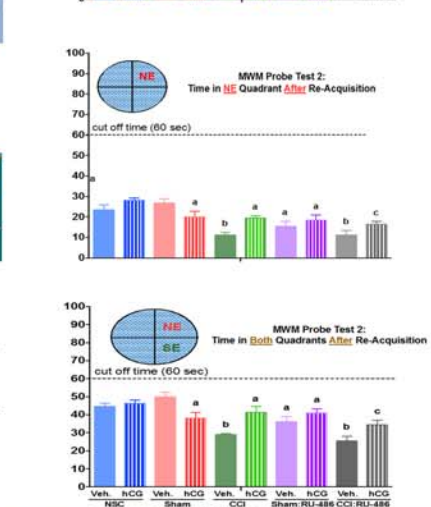 100
90
80
70
60
50
40
30
20
10
0
NE
MWM Probe Test 2:
Time in NE Quadrant After Re-Acquisition
cut off time (60 sec)
a
a
b
a
a
a
b
c
100
90
80
70
60
50
40
30
20
10
0
NE
SE
MWM Probe Test 2:
Time in Both Quadrants After Re-Acquisition
cut off time (60 sec)
a
b
a
a
a
b
c
Veh. hCG Veh. hCG Veh. hCG Veh. hCG Veh. hCG
NSC Sham CCI Sham:RU-486 CCI:RU-486